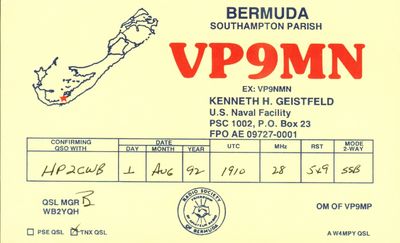 BERMUDA
SOUTHAMPTON PARISH
VP9MN
EX: VP9NMN
KENNETH H. GEISTFELD
U.S. Naval Facility
PSC 1002, P.O. Box 23
FPO AE 09727-0001
CONFIRMING QSO WITH DATE DAY MONTH YEAR UTC MHz RST MODE 2-WAY
HP2CWB 1 AUG 92 1910 28 5x9 SSB
QSL MGR
WB2YQH
RADIO SOCIETY OF BERMUDA
OM OF VP9MP
PSE QSL TNX QSL
A W4MPY QSL